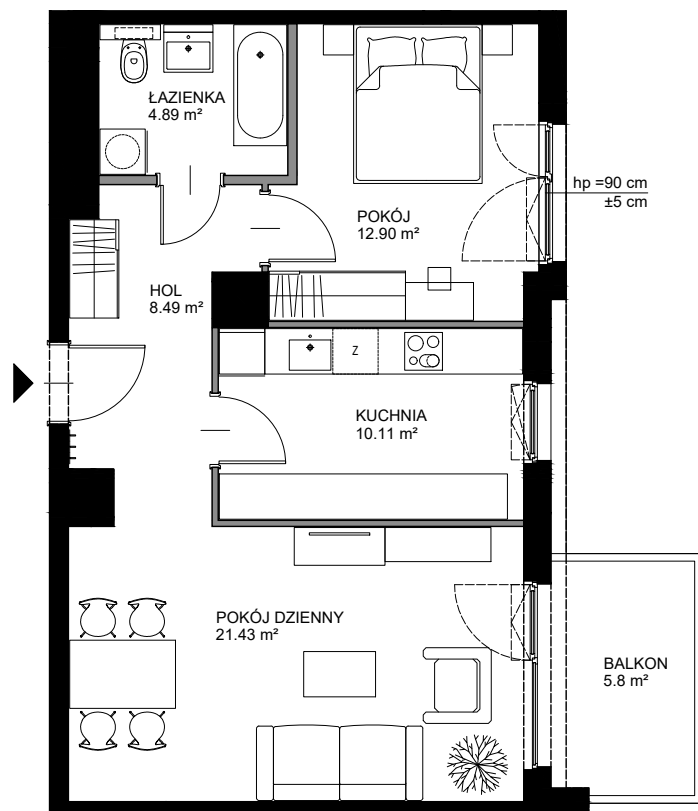 ŁAZIENKA
4.89 m²
hp =90 cm
±5 cm
POKÓJ
12.90 m²
HOL
8.49 m²
Z
KUCHNIA
10.11 m²
POKÓJ DZIENNY
21.43 m²
BALKON
5.8 m²